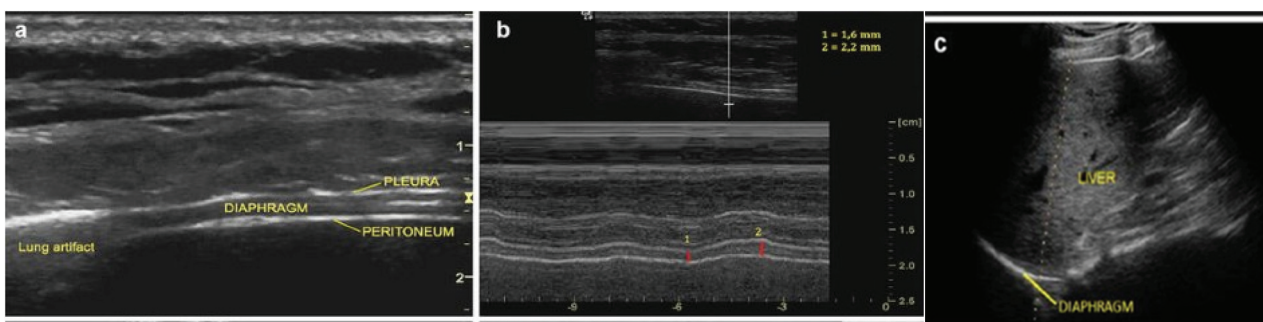 a
PLEURA
DIAPHRAGM
PERITONEUM
Lung artifact
1
2
b
1 = 1,6 mm
2 = 2,2 mm
[cm]
0.5
1.0
1.5
2.0
2.5
1
2
-9
-6
-3
0
c
LIVER
DIAPHRAGM